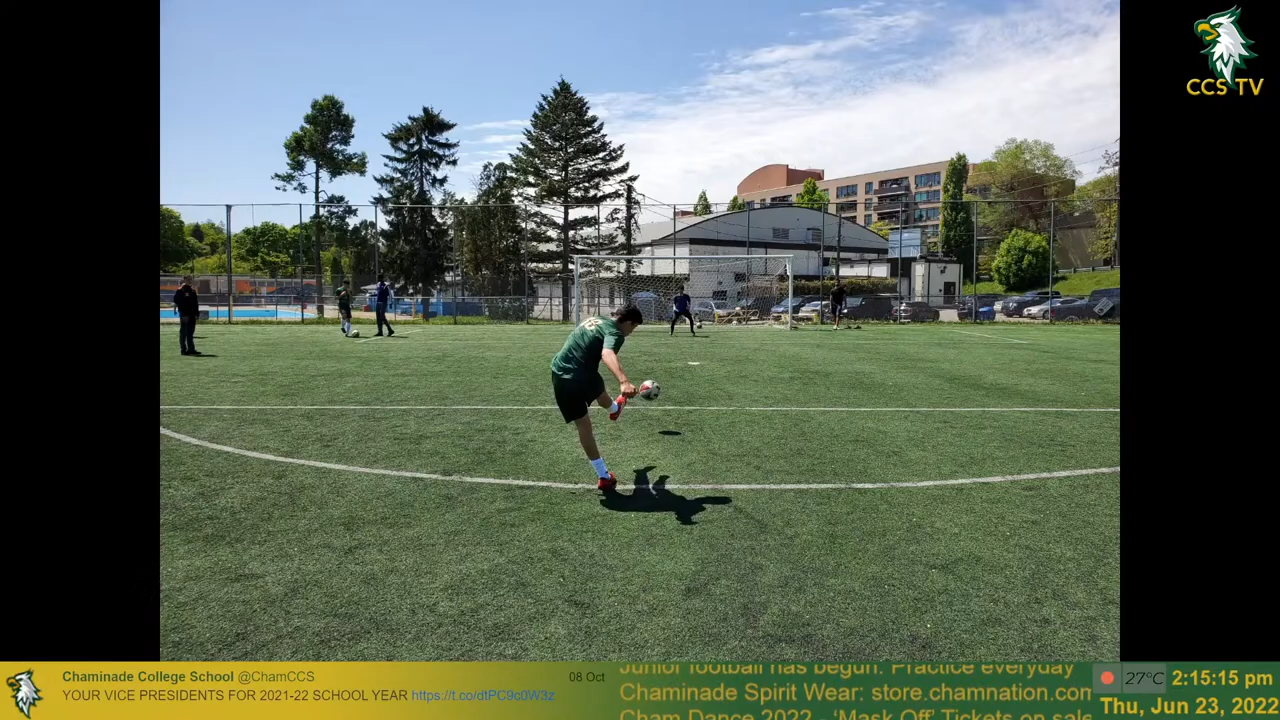 CCS TV
Chaminade College School @ChamCCS
08 Oct
YOUR VICE PRESIDENTS FOR 2021-22 SCHOOL YEAR https://t.co/dtPC9c0W3z
Junior football has begun. Practice everyday
Chaminade Spirit Wear: store.chamnation.com
Cham Dance 2022 - 'Mask Off' Tickets on sale
27°C
2:15:15 pm
Thu, Jun 23, 2022